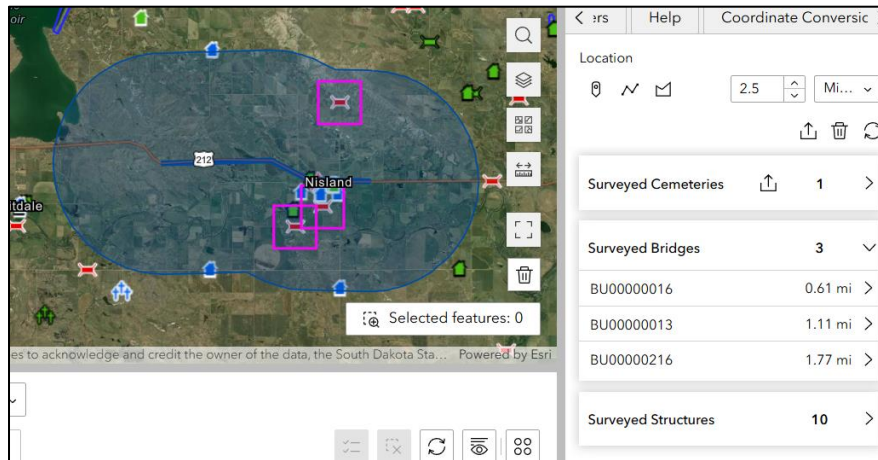 oir
212
Nisland
itdale
Selected features: 0
es to acknowledge and credit the owner of the data, the South Dakota Sta... Powered by Esri
ers Help Coordinate Conversic
Location
2.5 Mi...
Surveyed Cemeteries 1
Surveyed Bridges 3
BU00000016 0.61 mi
BU00000013 1.11 mi
BU00000216 1.77 mi
Surveyed Structures 10